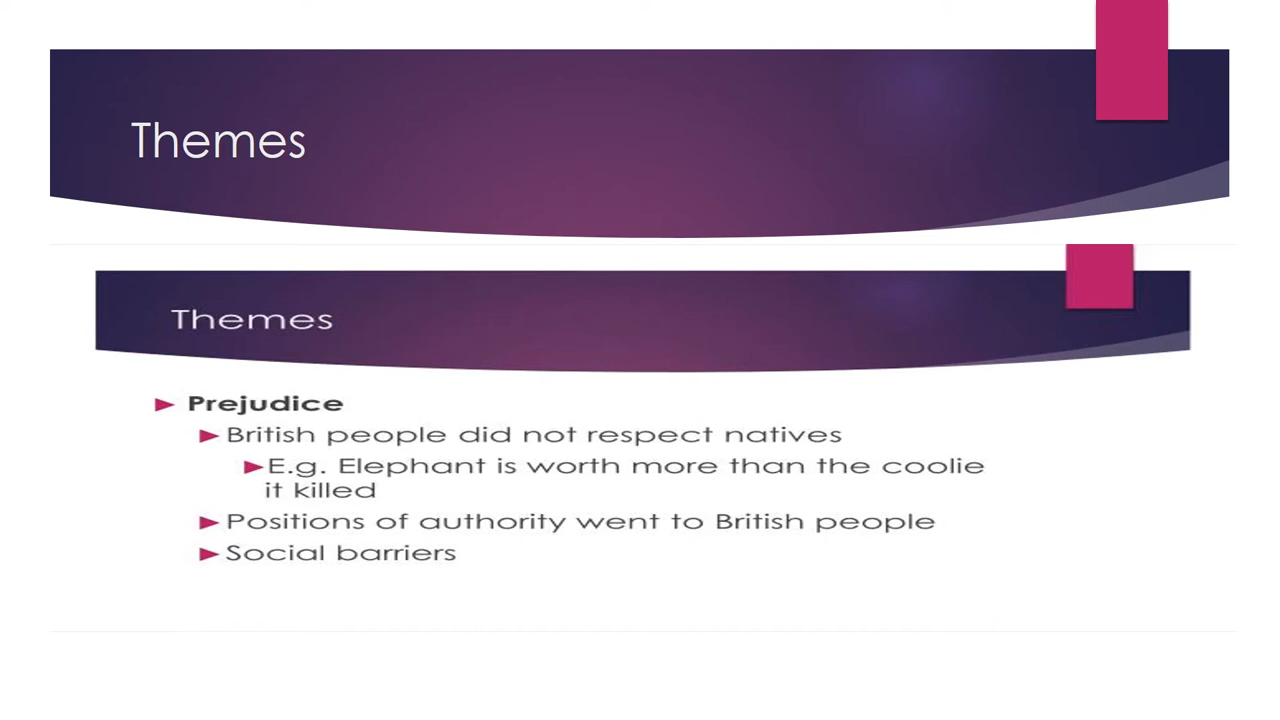 Themes
Themes
Prejudice
British people did not respect natives
E.g. Elephant is worth more than the coolie
it killed
Positions of authority went to British people
Social barriers